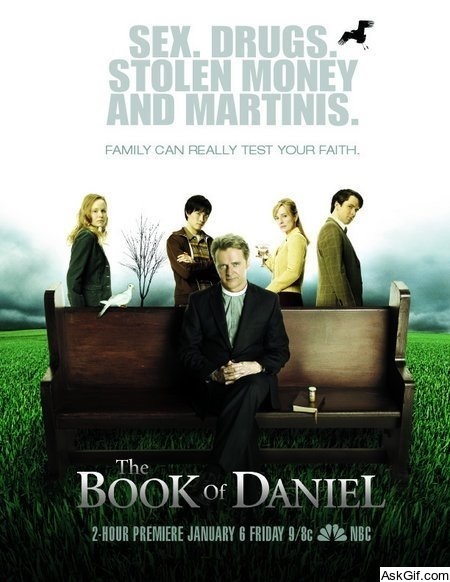 SEX. DRUGS.
STOLEN MONEY
AND MARTINIS.
FAMILY CAN REALLY TEST YOUR FAITH.
The
BOOK OF DANIEL
2-HOUR PREMIERE JANUARY 6 FRIDAY 9/8c NBC
AskGif.com